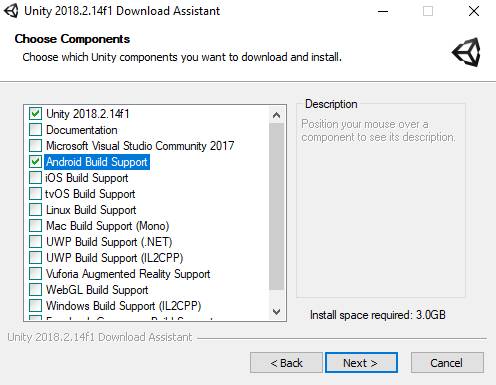 Unity 2018.2.14f1 Download Assistant
Choose Components
Choose which Unity components you want to download and install.
Unity 2018.2.14f1
Documentation
Microsoft Visual Studio Community 2017
Android Build Support
iOS Build Support
tvOS Build Support
Linux Build Support
Mac Build Support (Mono)
UWP Build Support (.NET)
UWP Build Support (IL2CPP)
Vuforia Augmented Reality Support
WebGL Build Support
Windows Build Support (IL2CPP)
Description
Position your mouse over a
component to see its description.
Install space required: 3.0GB
Unity 2018.2.14f1 Download Assistant
< Back
Next >
Cancel